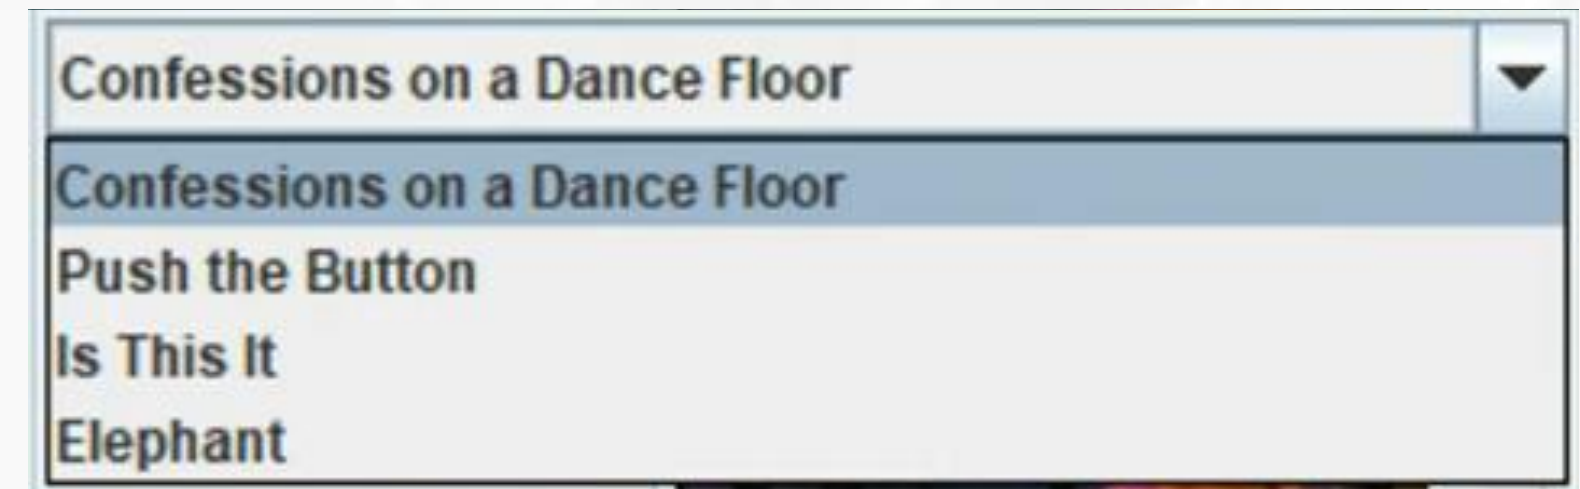 Confessions on a Dance Floor
Confessions on a Dance Floor
Push the Button
Is This It
Elephant